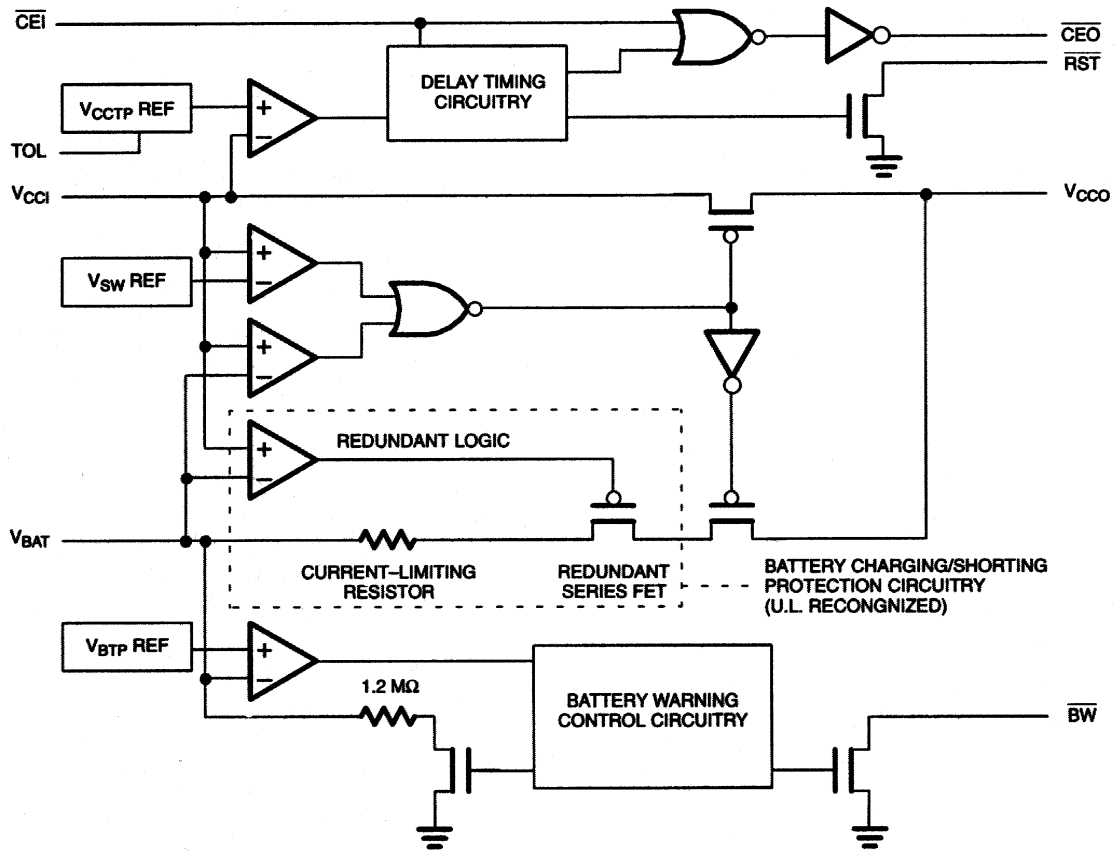 CEI
CEO
RST
DELAY TIMING
CIRCUITRY
VCCTP REF
+
−
TOL
VCCI
VCCO
+
−
VSW REF
+
−
+
−
REDUNDANT LOGIC
VBAT
CURRENT–LIMITING
RESISTOR
REDUNDANT
SERIES FET
BATTERY CHARGING/SHORTING
PROTECTION CIRCUITRY
(U.L. RECONGNIZED)
VBTP REF
+
−
1.2 MΩ
BATTERY WARNING
CONTROL CIRCUITRY
BW